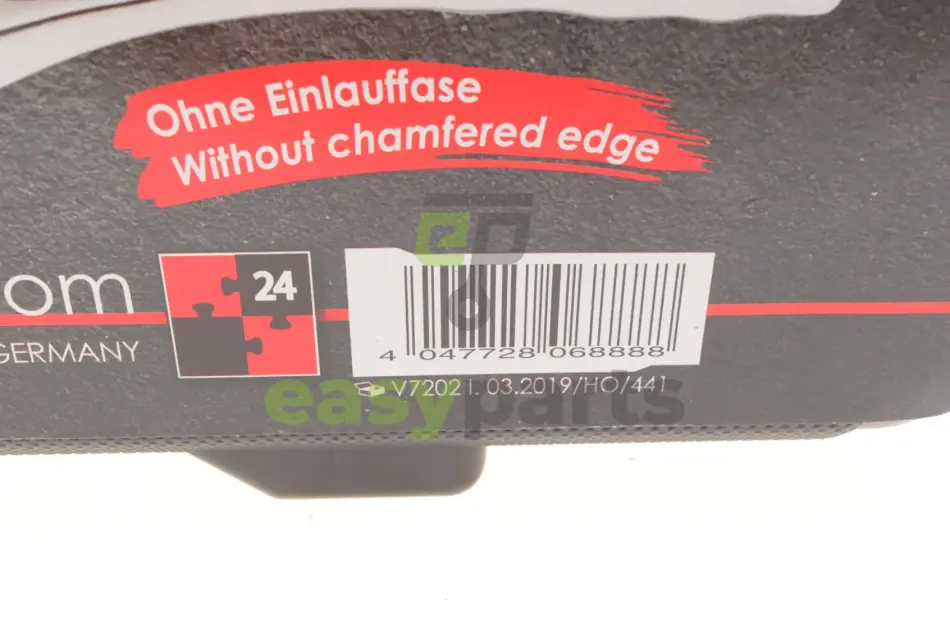 Ohne Einlauffase
Without chamfered edge
om
24
GERMANY
4 047728 068888
V7202 I. 03.2019/HO/441
easyparts